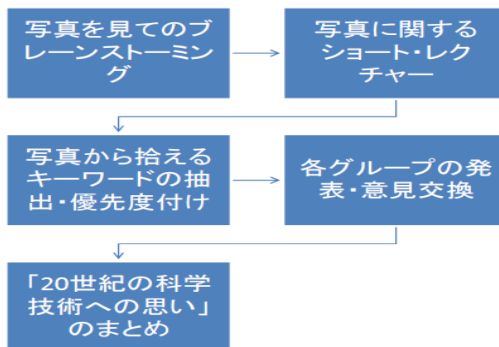 写真を見てのブ
レーンストーミン
グ
写真に関する
ショート・レク
チャー
写真から拾える
キーワードの抽
出・優先度付け
各グループの発
表・意見交換
「20世紀の科学
技術への思い」
のまとめ